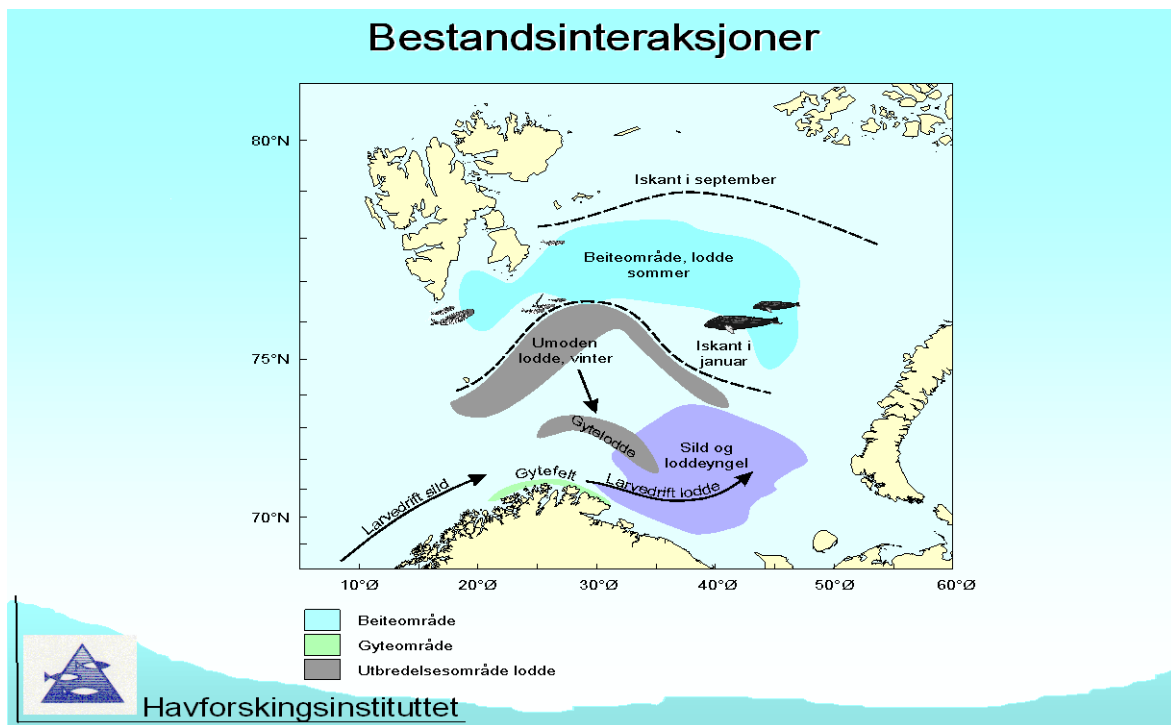 Bestandsinteraksjoner
80°N
75°N
70°N
Iskant i september
Beiteområde, lodde
sommer
Umoden
lodde, vinter
Iskant i
januar
Gytelodde
Sild og
loddeyngel
Gytefelt
Larvedrift sild
Larvedrift lodde
10°Ø
20°Ø
30°Ø
40°Ø
50°Ø
60°Ø
Beiteområde
Gyteområde
Utbredelsesområde lodde
Havforskingsinstituttet